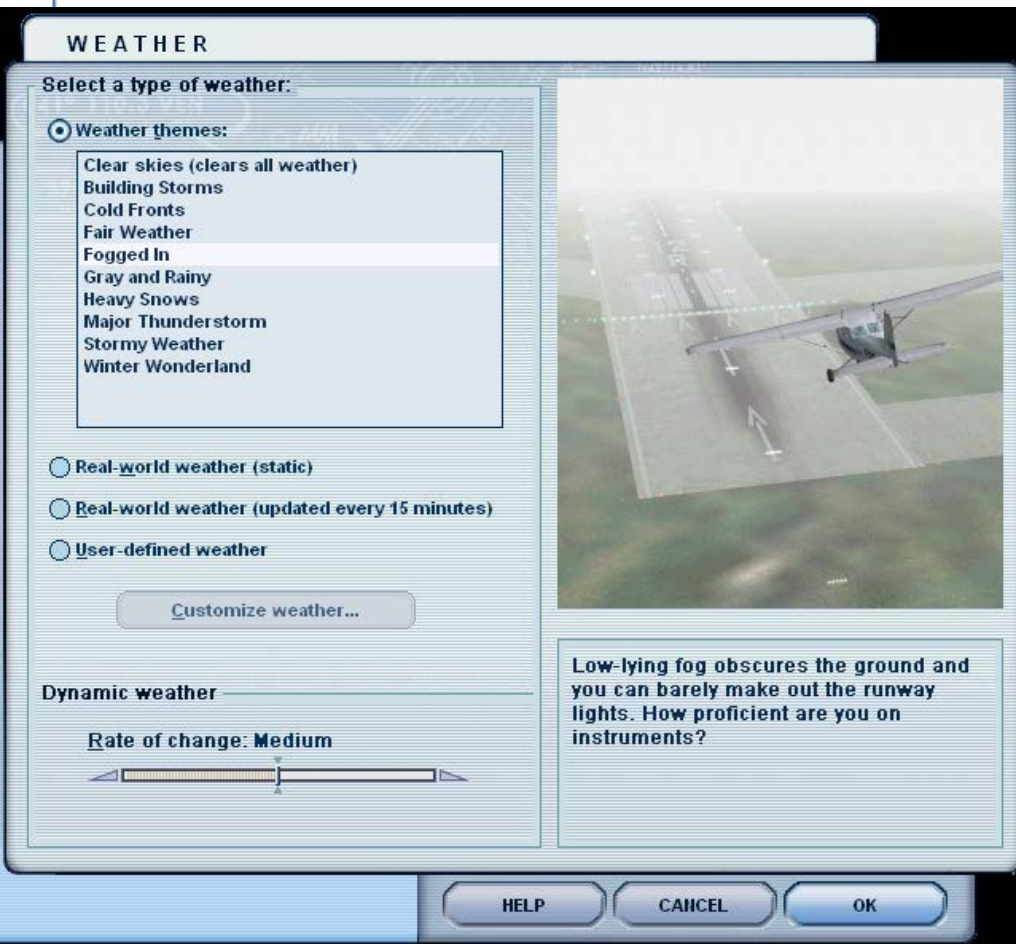 WEATHER
Select a type of weather:
Weather themes:
Clear skies (clears all weather)
Building Storms
Cold Fronts
Fair Weather
Fogged In
Gray and Rainy
Heavy Snows
Major Thunderstorm
Stormy Weather
Winter Wonderland
Real-world weather (static)
Real-world weather (updated every 15 minutes)
User-defined weather
Customize weather...
Dynamic weather
Rate of change: Medium
Low-lying fog obscures the ground and
you can barely make out the runway
lights. How proficient are you on
instruments?
HELP
CANCEL
OK